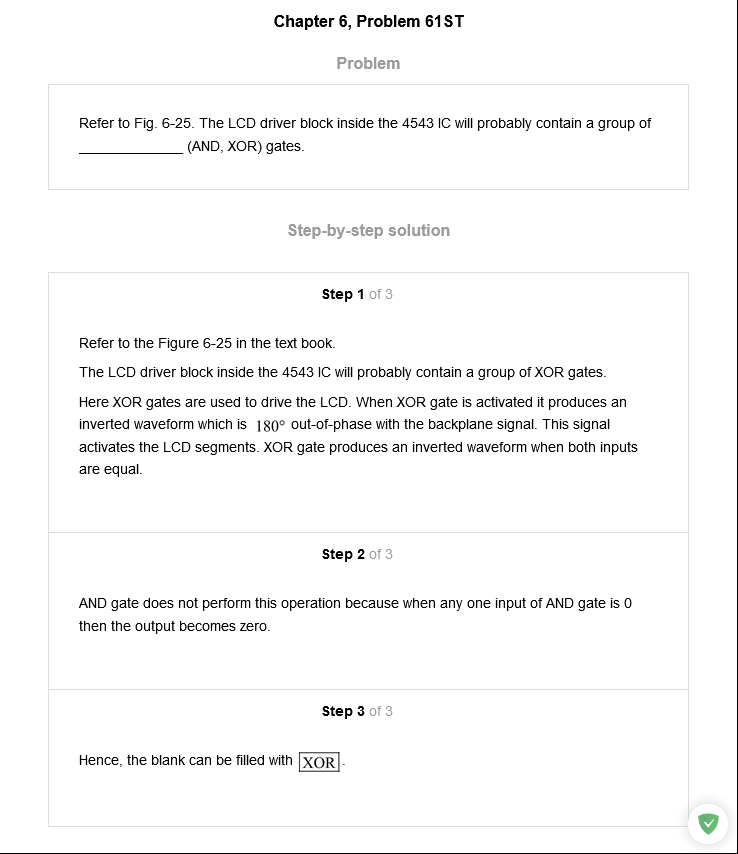 Chapter 6, Problem 61ST
Problem
Refer to Fig. 6-25. The LCD driver block inside the 4543 IC will probably contain a group of
______________ (AND, XOR) gates.
Step-by-step solution
Step 1 of 3
Refer to the Figure 6-25 in the text book.
The LCD driver block inside the 4543 IC will probably contain a group of XOR gates.
Here XOR gates are used to drive the LCD. When XOR gate is activated it produces an
inverted waveform which is 180° out-of-phase with the backplane signal. This signal
activates the LCD segments. XOR gate produces an inverted waveform when both inputs
are equal.
Step 2 of 3
AND gate does not perform this operation because when any one input of AND gate is 0
then the output becomes zero.
Step 3 of 3
Hence, the blank can be filled with XOR.